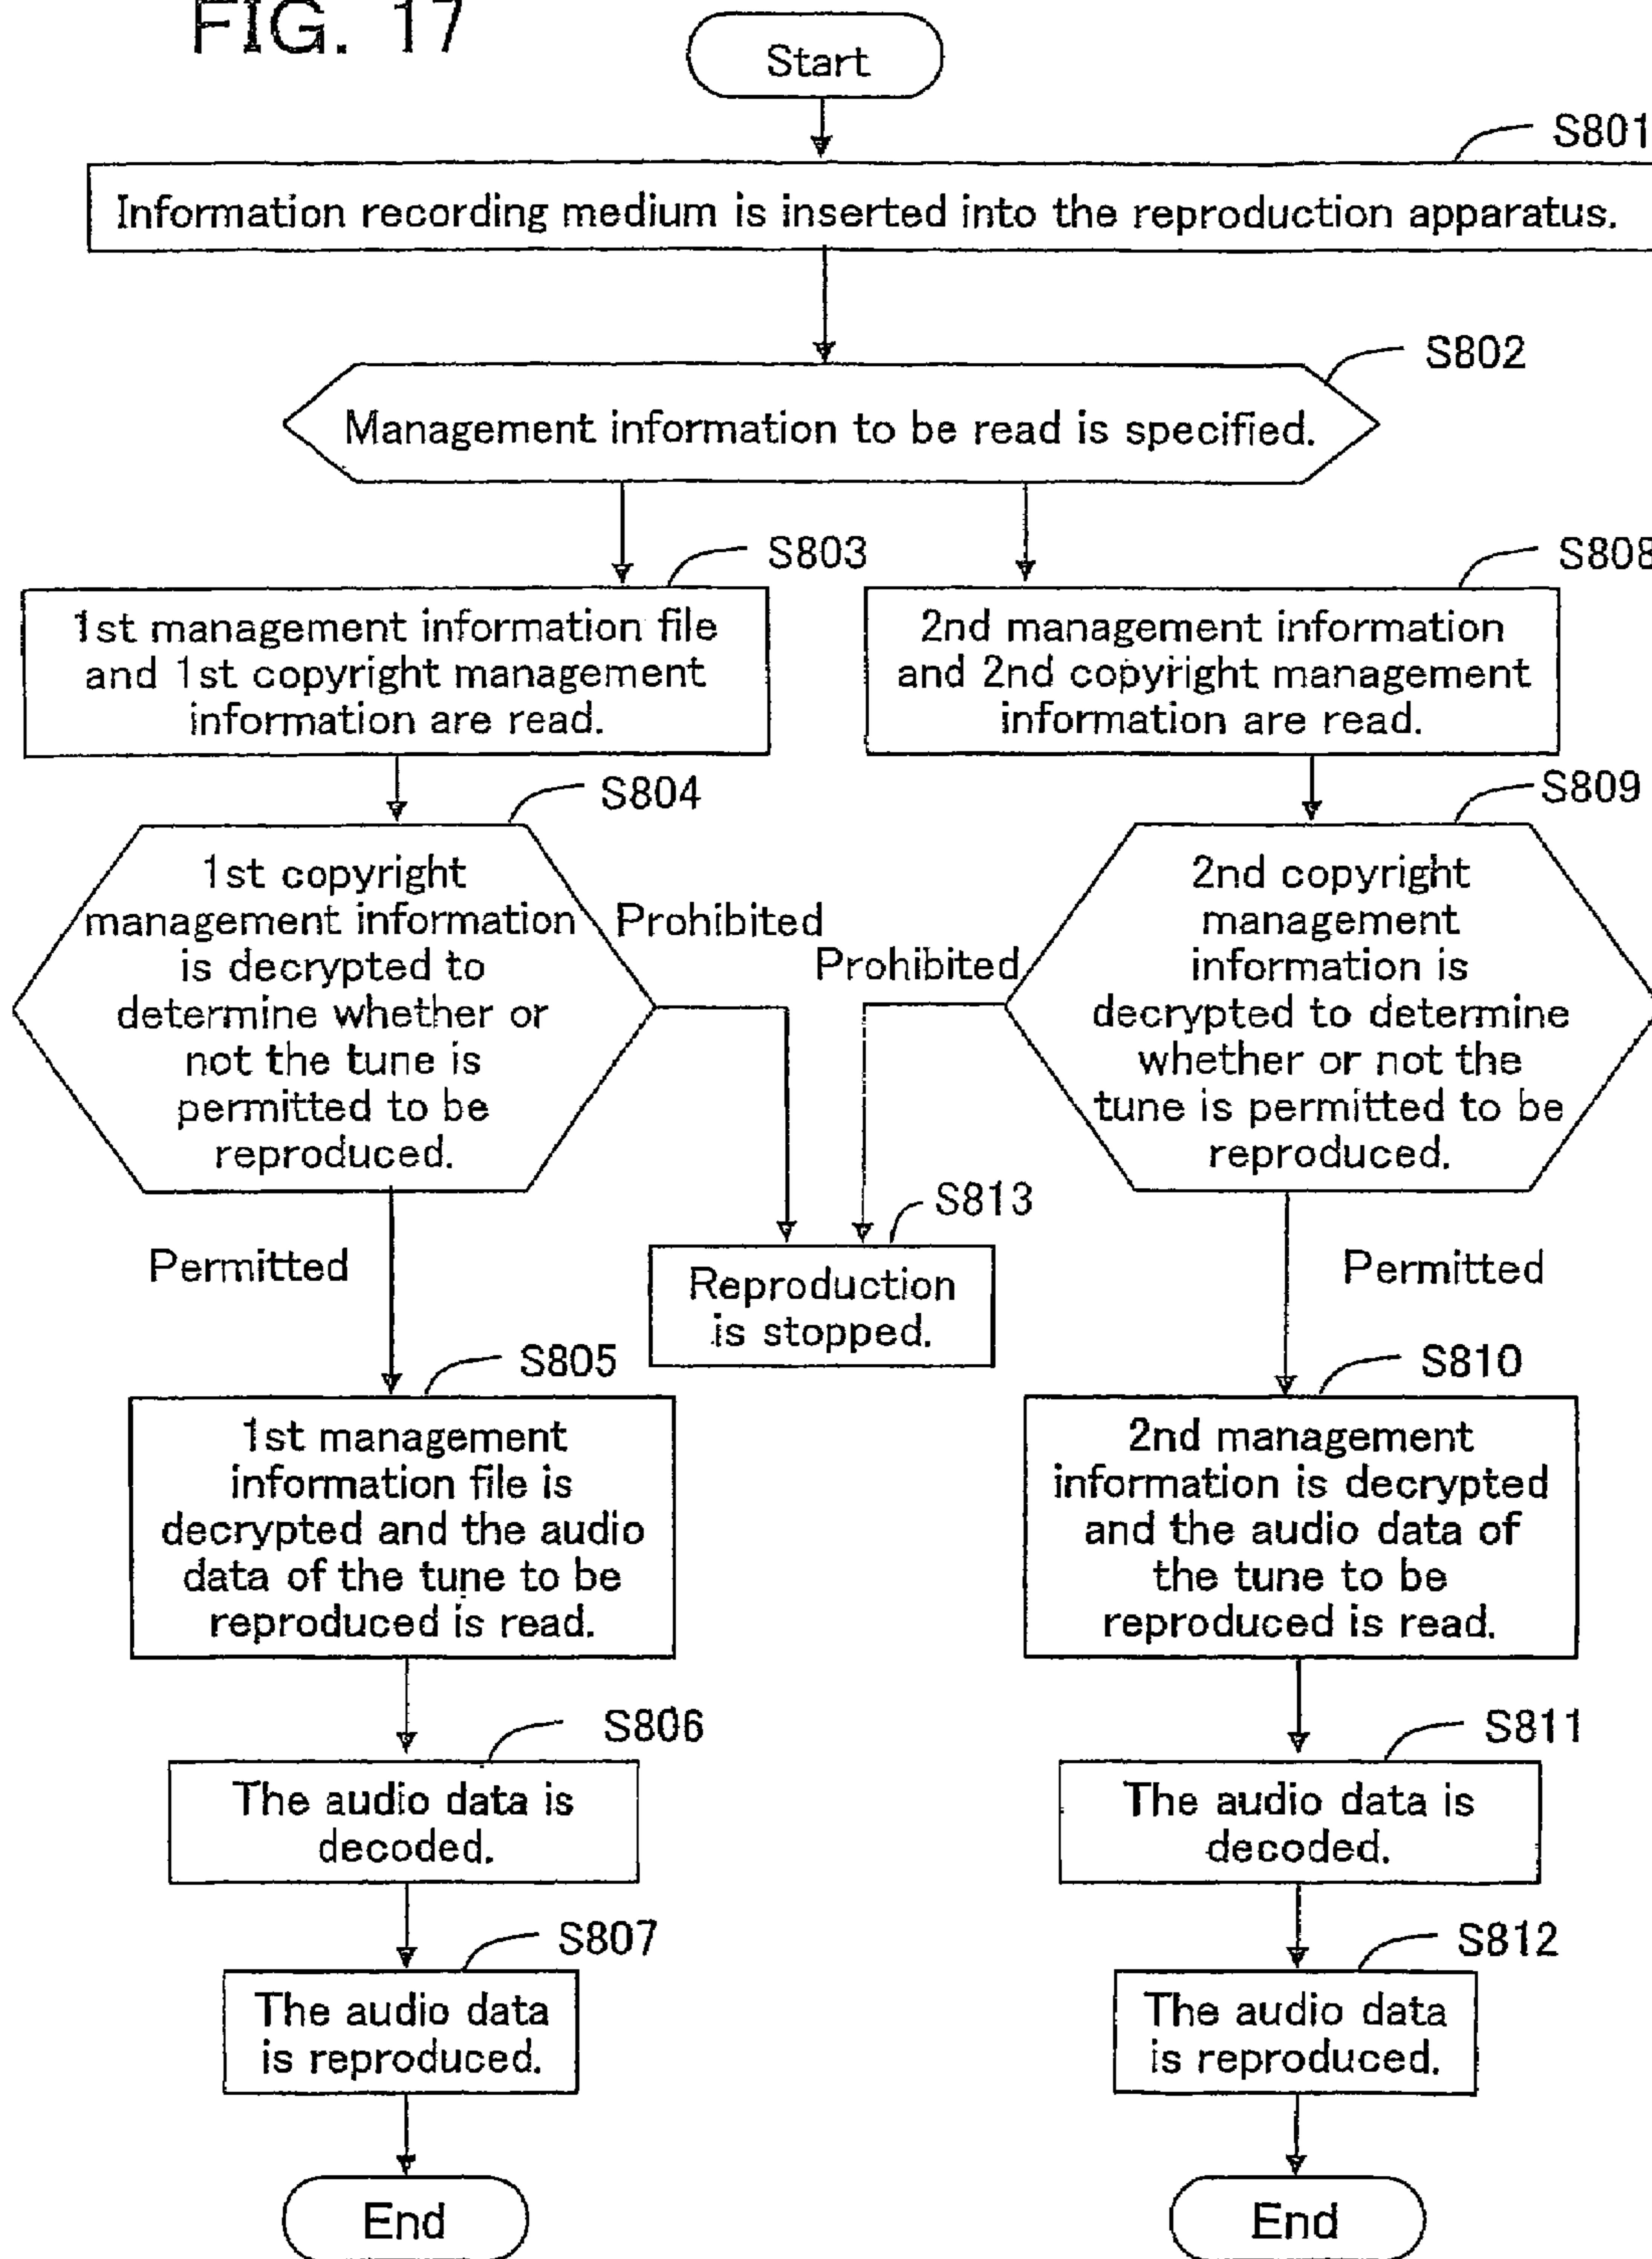 FIG. 17
Start
S801
Information recording medium is inserted into the reproduction apparatus.
S802
Management information to be read is specified.
S803
1st management information file
and 1st copyright management
information are read.
S808
2nd management information
and 2nd copyright management
information are read.
S804
1st copyright
management information
is decrypted to
determine whether or
not the tune is
permitted to be
reproduced.
Prohibited
S809
2nd copyright
management
information is
decrypted to determine
whether or not the
tune is permitted to be
reproduced.
Prohibited
S813
Reproduction
is stopped.
Permitted
Permitted
S805
1st management
information file is
decrypted and the audio
data of the tune to be
reproduced is read.
S810
2nd management
information is decrypted
and the audio data of
the tune to be
reproduced is read.
S806
The audio data is
decoded.
S811
The audio data is
decoded.
S807
The audio data
is reproduced.
S812
The audio data
is reproduced.
End
End